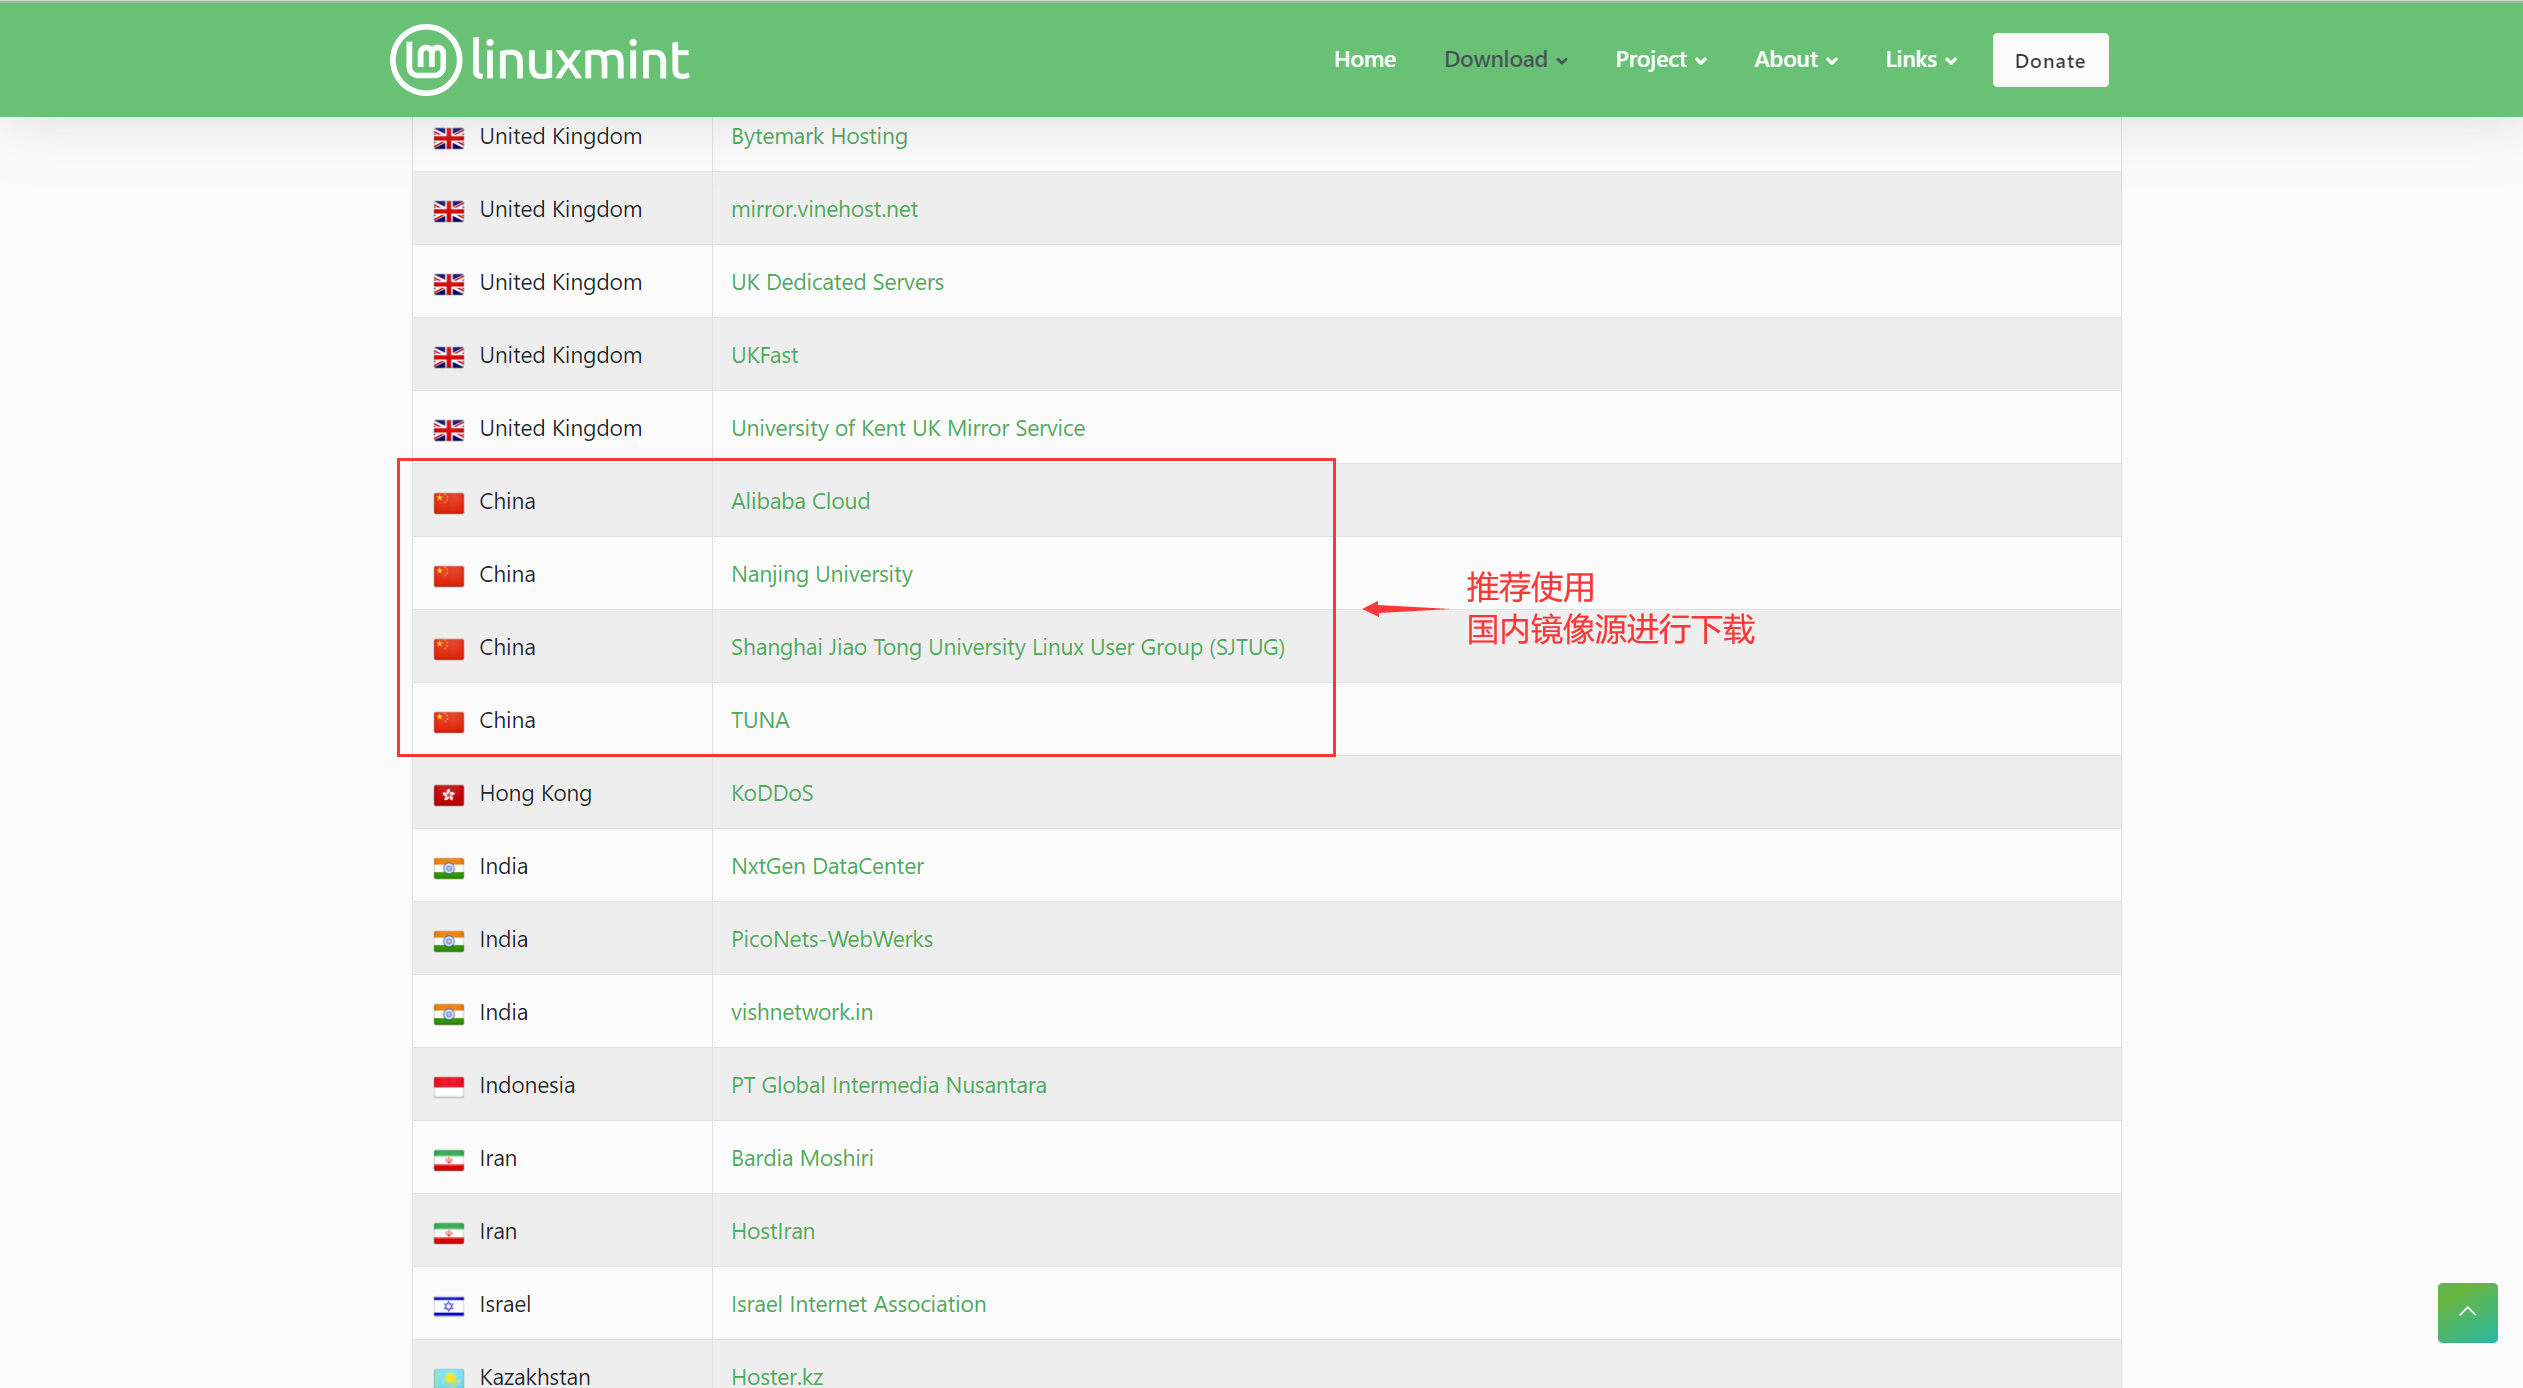 linuxmint
Home Download Project About Links Donate
United Kingdom Bytemark Hosting
United Kingdom mirror.vinehost.net
United Kingdom UK Dedicated Servers
United Kingdom UKFast
United Kingdom University of Kent UK Mirror Service
China Alibaba Cloud
China Nanjing University
推荐使用
国内镜像源进行下载
China Shanghai Jiao Tong University Linux User Group (SJTUG)
China TUNA
Hong Kong KoDDoS
India NxtGen DataCenter
India PicoNets-WebWerks
India vishnetwork.in
Indonesia PT Global Intermedia Nusantara
Iran Bardia Moshiri
Iran HostIran
Israel Israel Internet Association
Kazakhstan Hoster.kz